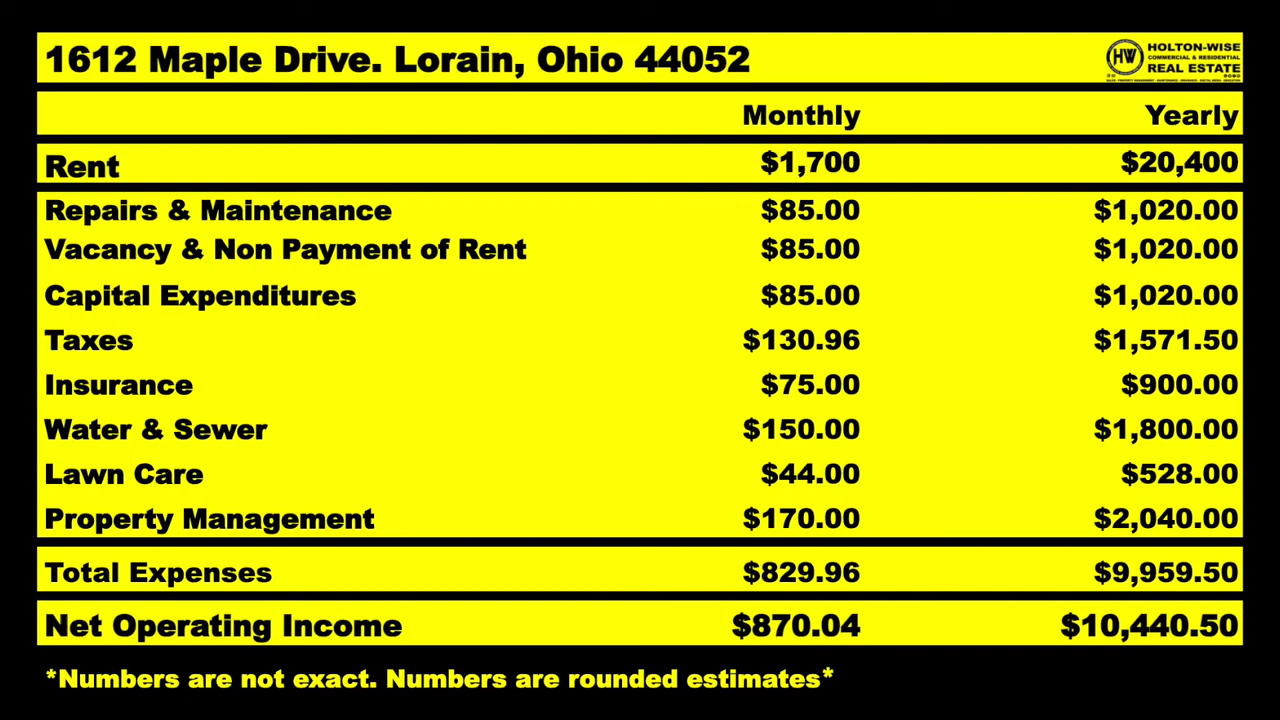 1612 Maple Drive. Lorain, Ohio 44052
HW
HOLTON-WISE
COMMERCIAL & RESIDENTIAL
REAL ESTATE
Monthly Yearly
Rent $1,700 $20,400
Repairs & Maintenance $85.00 $1,020.00
Vacancy & Non Payment of Rent $85.00 $1,020.00
Capital Expenditures $85.00 $1,020.00
Taxes $130.96 $1,571.50
Insurance $75.00 $900.00
Water & Sewer $150.00 $1,800.00
Lawn Care $44.00 $528.00
Property Management $170.00 $2,040.00
Total Expenses $829.96 $9,959.50
Net Operating Income $870.04 $10,440.50
*Numbers are not exact. Numbers are rounded estimates*